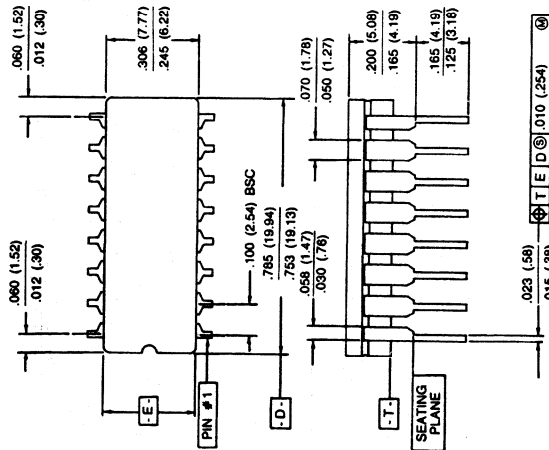 .060 (1.52)
.012 (.30)
.306 (7.77)
.245 (6.22)
.060 (1.52)
.012 (.30)
.100 (2.54) BSC
.785 (19.94)
.753 (19.13)
- E -
PIN #1
- D -
.070 (1.78)
.050 (1.27)
.200 (5.08)
.165 (4.19)
.165 (4.19)
.125 (3.18)
.058 (1.47)
.030 (.76)
- T -
SEATING
PLANE
.023 (.58)
⌖ T E D Ⓢ .010 (.254) Ⓜ